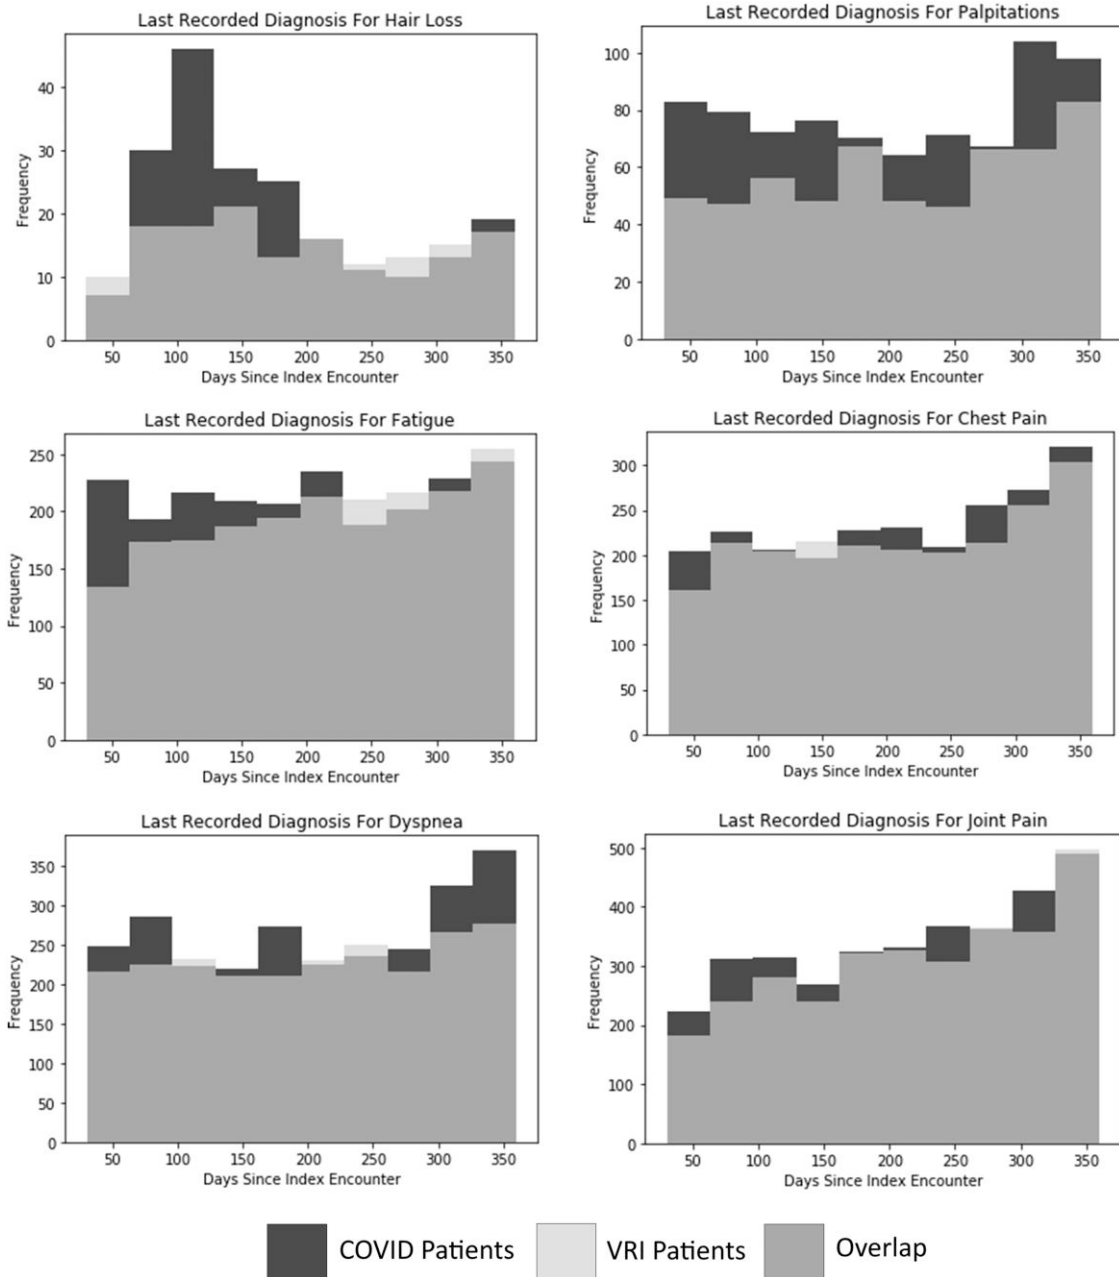 Last Recorded Diagnosis For Hair Loss
Frequency
40
30
20
10
0
50 100 150 200 250 300 350
Days Since Index Encounter
Last Recorded Diagnosis For Palpitations
Frequency
100
80
60
40
20
0
50 100 150 200 250 300 350
Days Since Index Encounter
Last Recorded Diagnosis For Fatigue
Frequency
250
200
150
100
50
0
50 100 150 200 250 300 350
Days Since Index Encounter
Last Recorded Diagnosis For Chest Pain
Frequency
300
250
200
150
100
50
0
50 100 150 200 250 300 350
Days Since Index Encounter
Last Recorded Diagnosis For Dyspnea
Frequency
350
300
250
200
150
100
50
0
50 100 150 200 250 300 350
Days Since Index Encounter
Last Recorded Diagnosis For Joint Pain
Frequency
500
400
300
200
100
0
50 100 150 200 250 300 350
Days Since Index Encounter
COVID Patients VRI Patients Overlap